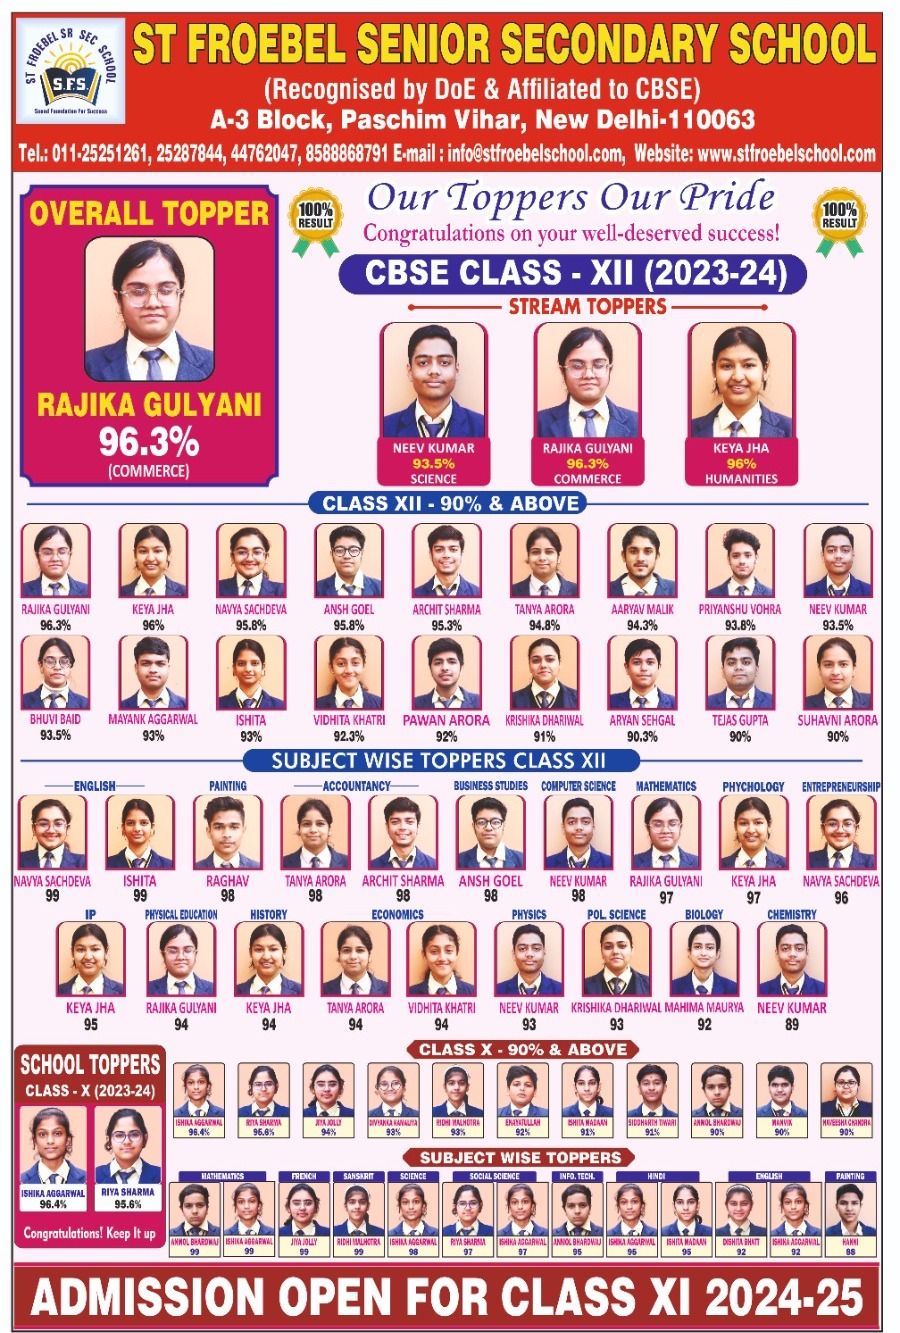 ST FROEBEL SR SEC SCHOOL
S.F.S.
Sound Foundation For Success
ST FROEBEL SENIOR SECONDARY SCHOOL
(Recognised by DoE & Affiliated to CBSE)
A-3 Block, Paschim Vihar, New Delhi-110063
Tel.: 011-25251261, 25287844, 44762047, 8588868791 E-mail : info@stfroebelschool.com, Website: www.stfroebelschool.com
OVERALL TOPPER
RAJIKA GULYANI
96.3%
(COMMERCE)
100% RESULT
Our Toppers Our Pride
100% RESULT
Congratulations on your well-deserved success!
CBSE CLASS - XII (2023-24)
STREAM TOPPERS
NEEV KUMAR RAJIKA GULYANI KEYA JHA
93.5% 96.3% 96%
SCIENCE COMMERCE HUMANITIES
CLASS XII - 90% & ABOVE
RAJIKA GULYANI KEYA JHA NAVYA SACHDEVA ANSH GOEL ARCHIT SHARMA TANYA ARORA AARYAV MALIK PRIYANSHU VOHRA NEEV KUMAR
96.3% 96% 95.8% 95.8% 95.3% 94.8% 94.3% 93.8% 93.5%
BHUVI BAID MAYANK AGGARWAL ISHITA VIDHITA KHATRI PAWAN ARORA KRISHIKA DHARIWAL ARYAN SEHGAL TEJAS GUPTA SUHAVNI ARORA
93.5% 93% 93% 92.3% 92% 91% 90.3% 90% 90%
SUBJECT WISE TOPPERS CLASS XII
ENGLISH PAINTING ACCOUNTANCY BUSINESS STUDIES COMPUTER SCIENCE MATHEMATICS PHYCHOLOGY ENTREPRENEURSHIP
NAVYA SACHDEVA ISHITA RAGHAV TANYA ARORA ARCHIT SHARMA ANSH GOEL NEEV KUMAR RAJIKA GULYANI KEYA JHA NAVYA SACHDEVA
99 99 98 98 98 98 98 97 97 96
IP PHYSICAL EDUCATION HISTORY ECONOMICS PHYSICS POL. SCIENCE BIOLOGY CHEMISTRY
KEYA JHA RAJIKA GULYANI KEYA JHA TANYA ARORA VIDHITA KHATRI NEEV KUMAR KRISHIKA DHARIWAL MAHIMA MAURYA NEEV KUMAR
95 94 94 94 94 93 93 92 89
SCHOOL TOPPERS
CLASS - X (2023-24)
ISHIKA AGGARWAL RIYA SHARMA
96.4% 95.6%
Congratulations! Keep It up
CLASS X - 90% & ABOVE
ISHIKA AGGARWAL RIYA SHARMA JIYA JOLLY DIVYANKA RIDHI MALHOTRA ENAYATULLAH ISHITA MADAAN SIDDHARTH TIWARI ANMOL BHARDWAJ MANVIK NAVEESHA CHANDRA
96.4% 95.6% 94% 93% 93% 92% 91% 91% 90% 90% 90%
SUBJECT WISE TOPPERS
MATHEMATICS FRENCH SANSKRIT SCIENCE SOCIAL SCIENCE INFO. TECH. HINDI ENGLISH PAINTING
ANMOL BHARDWAJ ISHIKA AGGARWAL JIYA JOLLY RIDHI MALHOTRA ISHIKA AGGARWAL RIYA SHARMA ISHIKA AGGARWAL ANMOL BHARDWAJ ISHIKA AGGARWAL ISHITA MADAAN BHATT ISHIKA AGGARWAL
99 99 99 99 98 97 97 95 95 95 92 92 88
ADMISSION OPEN FOR CLASS XI 2024-25